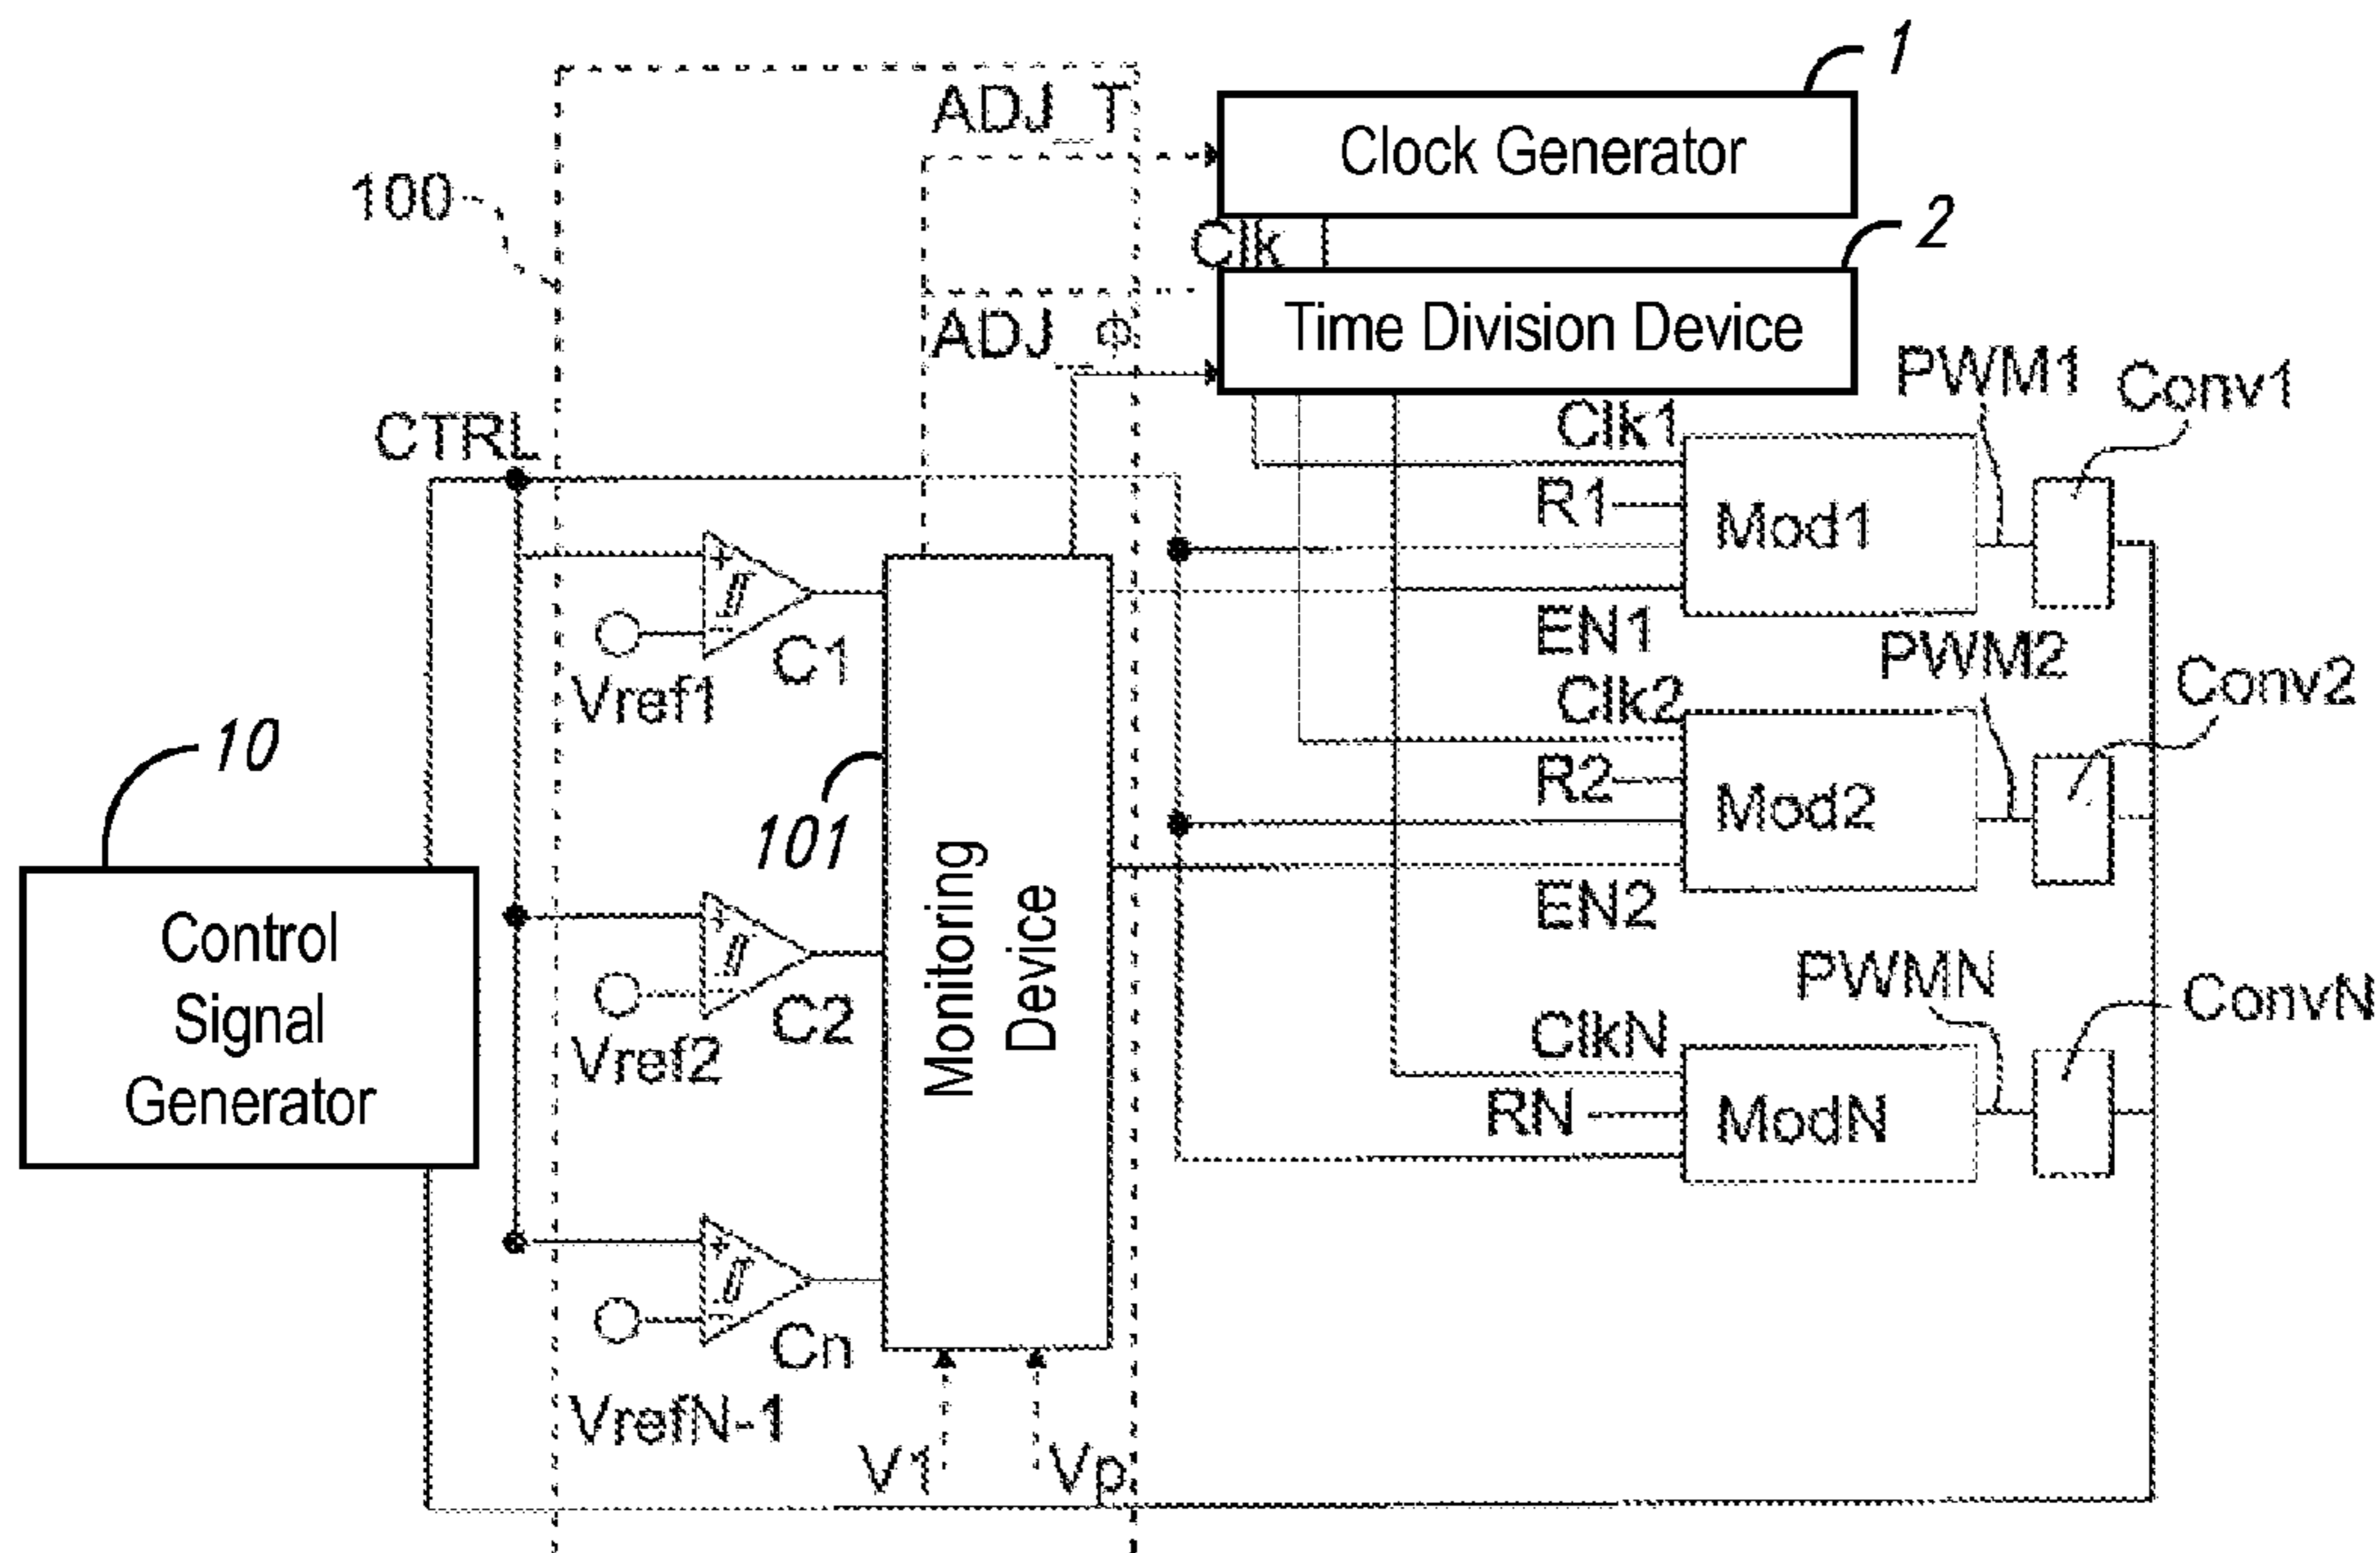 1
ADJ_T
Clock Generator
100
2
Clk
ADJ_Φ
Time Division Device
PWM1
Conv1
CTRL
Clk1
R1
Mod1
EN1
C1
Vref1
PWM2
Conv2
Clk2
10
R2
Mod2
101
EN2
Control
Signal
Generator
Monitoring
Device
C2
Vref2
PWMN
ConvN
ClkN
RN
ModN
Cn
VrefN-1
V1
Vp